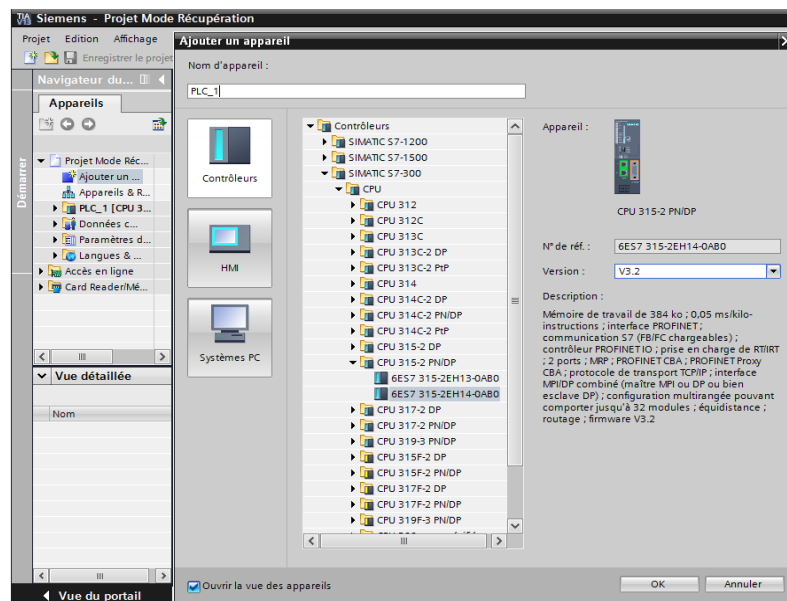 Siemens - Projet Mode Récupération
Projet Edition Affichage
Enregistrer le projet
Navigateur du...
Appareils
Démarrer
Projet Mode Réc...
Ajouter un ...
Appareils & R...
PLC_1 [CPU 3...
Données c...
Paramètres d...
Langues & ...
Accès en ligne
Card Reader/Mé...
Vue détaillée
Nom
Vue du portail
Ajouter un appareil
Nom d'appareil :
PLC_1
Contrôleurs
HMI
Systèmes PC
Contrôleurs
SIMATIC S7-1200
SIMATIC S7-1500
SIMATIC S7-300
CPU
CPU 312
CPU 312C
CPU 313C
CPU 313C-2 DP
CPU 313C-2 PtP
CPU 314
CPU 314C-2 DP
CPU 314C-2 PN/DP
CPU 314C-2 PtP
CPU 315-2 DP
CPU 315-2 PN/DP
6ES7 315-2EH13-0AB0
6ES7 315-2EH14-0AB0
CPU 317-2 DP
CPU 317-2 PN/DP
CPU 319-3 PN/DP
CPU 315F-2 DP
CPU 315F-2 PN/DP
CPU 317F-2 DP
CPU 317F-2 PN/DP
CPU 319F-3 PN/DP
Appareil :
CPU 315-2 PN/DP
N° de réf. :
6ES7 315-2EH14-0AB0
Version :
V3.2
Description :
Mémoire de travail de 384 ko ; 0,05 ms/kilo-
instructions ; interface PROFINET ;
communication S7 (FB/FC chargeables) ;
contrôleur PROFINET IO ; prise en charge de RT/IRT
; 2 ports ; MRP ; PROFINET CBA ; PROFINET Proxy
CBA ; protocole de transport TCP/IP ; interface
MPI/DP combiné (maître MPI ou DP ou bien
esclave DP) ; configuration multirangée pouvant
comporter jusqu'à 32 modules ; équidistance ;
routage ; firmware V3.2
Ouvrir la vue des appareils
OK
Annuler